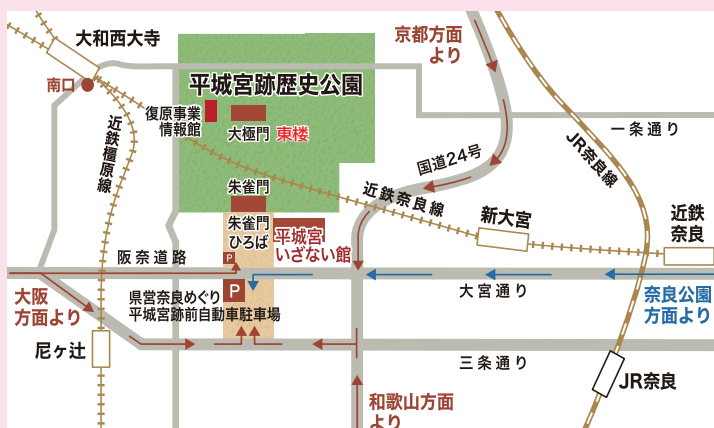 大和西大寺
南口
近鉄橿原線
平城宮跡歴史公園
復原事業
情報館
大極門 東楼
京都方面
より
一条通り
JR奈良線
国道24号
近鉄奈良線
朱雀門
朱雀門
ひろば
平城宮
いざない館
新大宮
近鉄
奈良
阪奈道路
P
P
大宮通り
奈良公園
方面より
大阪
方面より
県営奈良めぐり
平城宮跡前自動車駐車場
尼ヶ辻
三条通り
JR奈良
和歌山方面
より